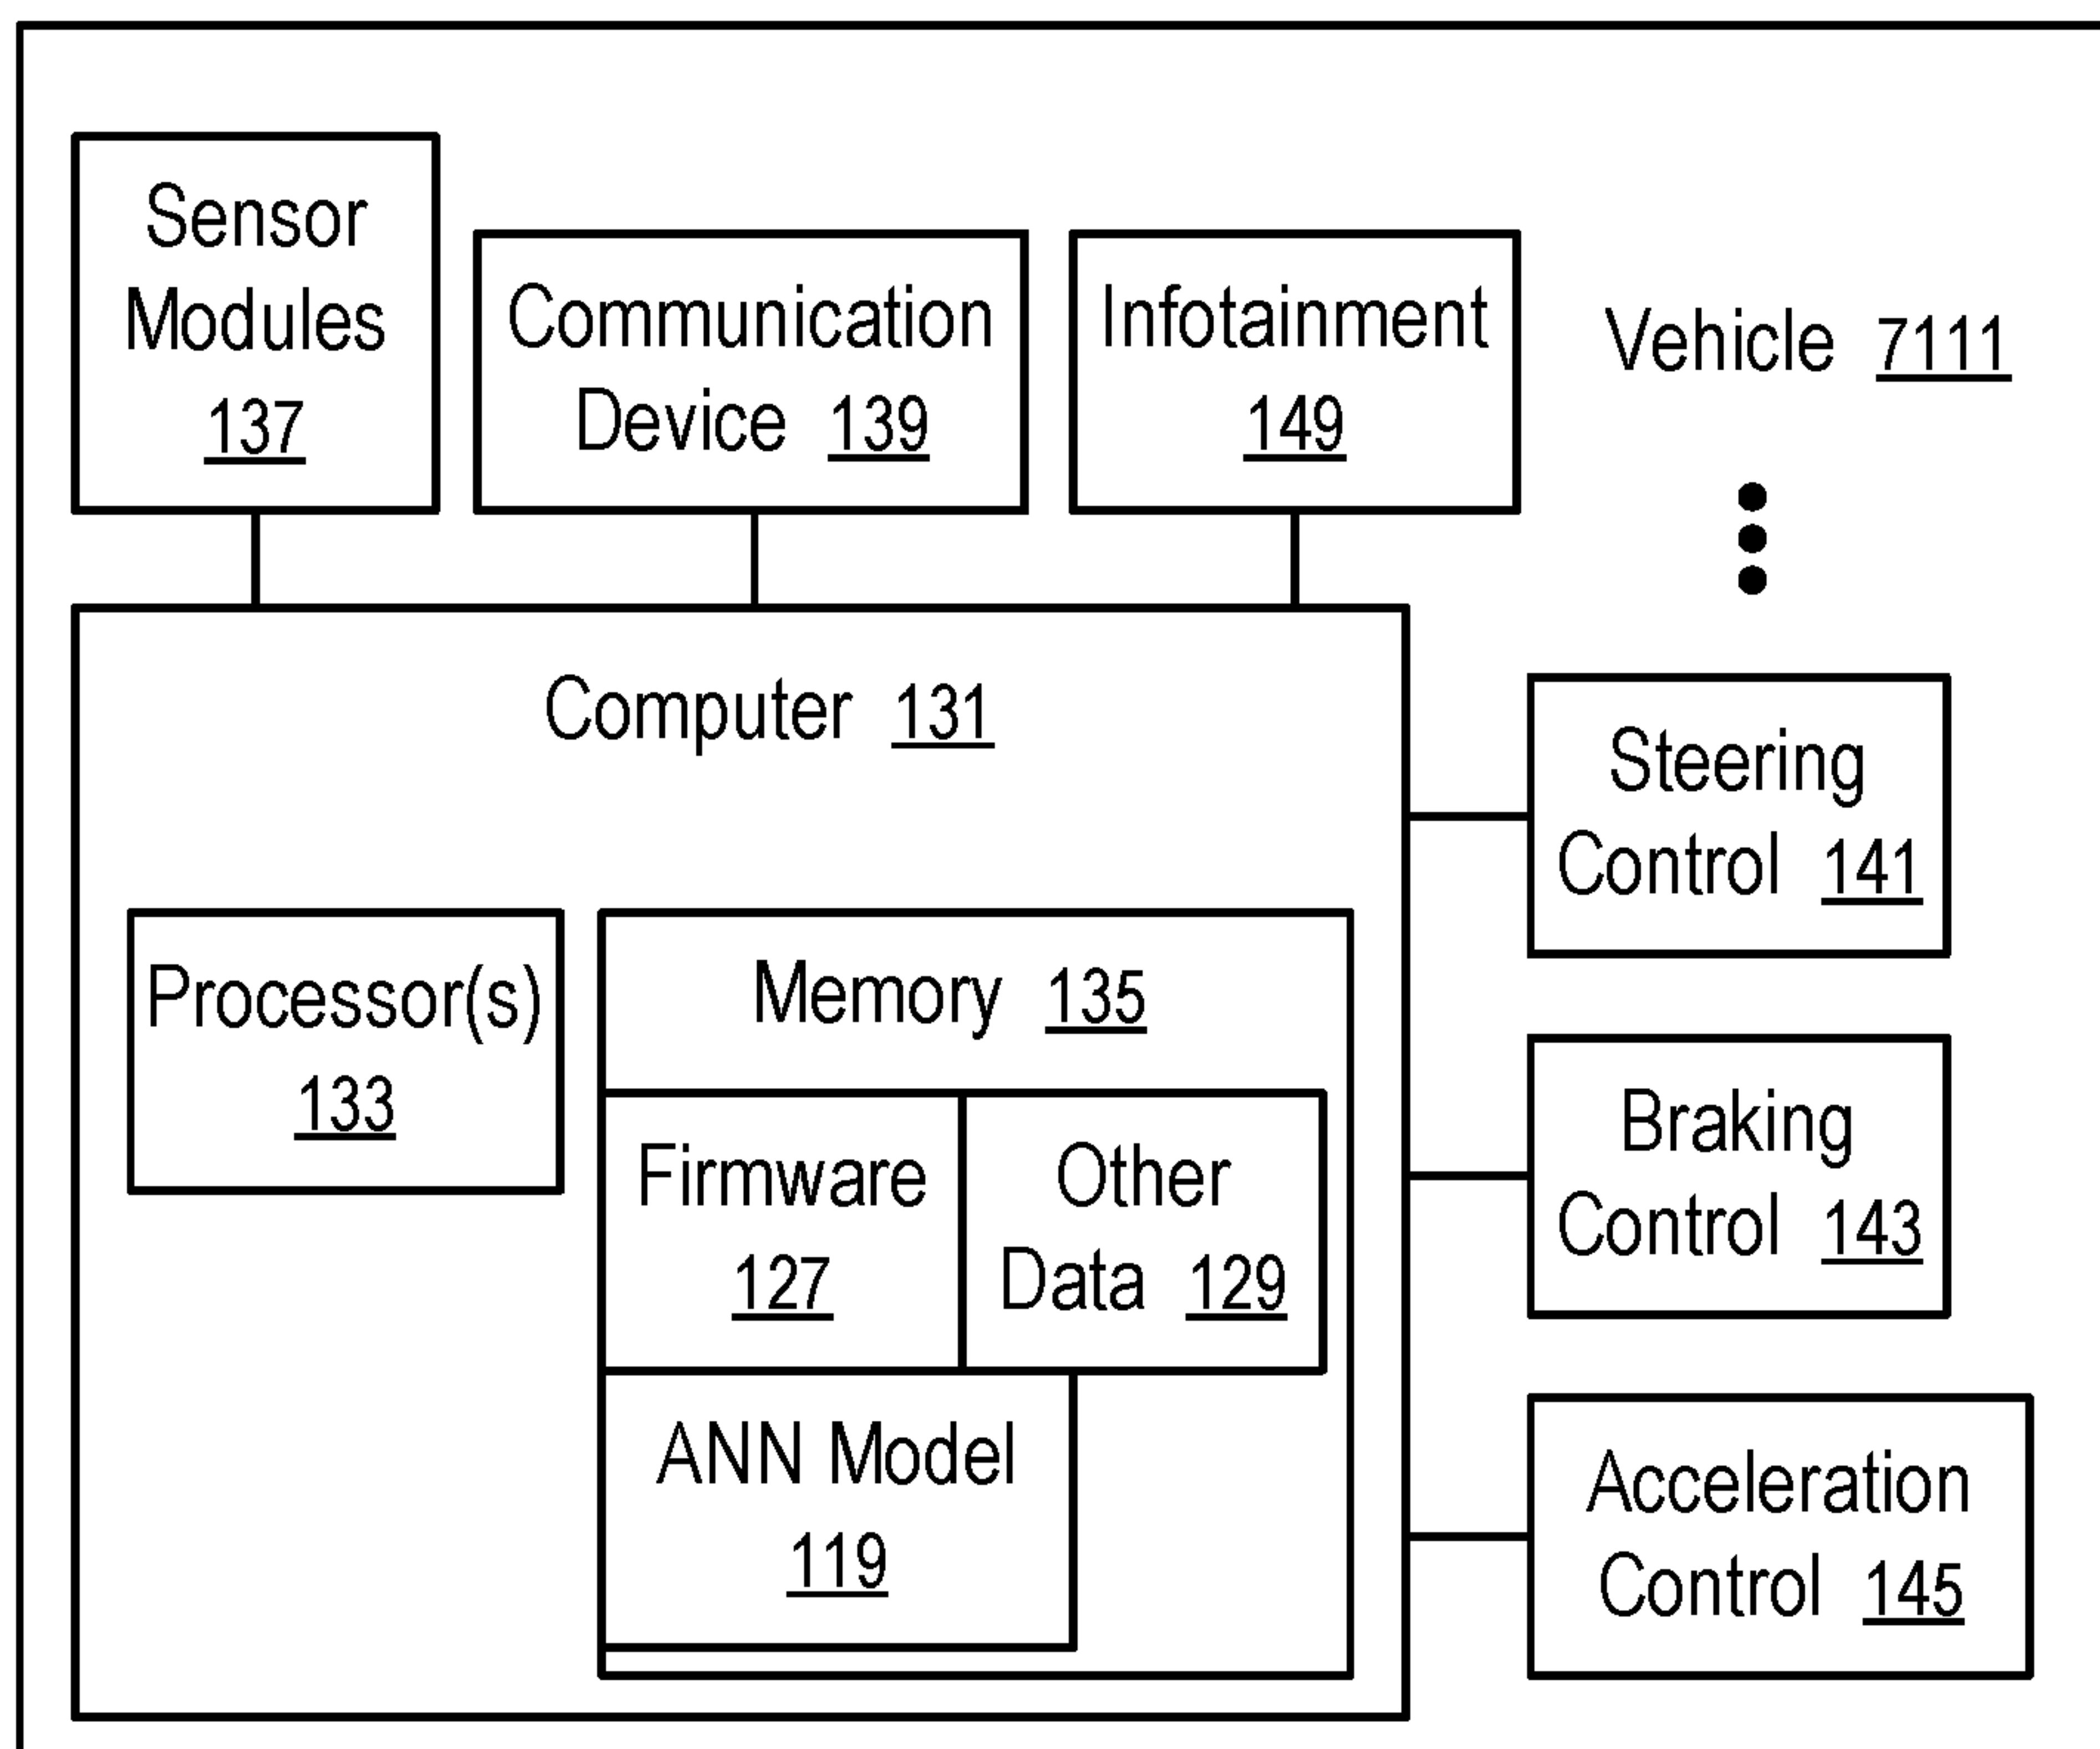 Sensor
Modules
137
Communication
Device 139
Infotainment
149
Vehicle 7111
Computer 131
Steering
Control 141
Processor(s)
133
Memory 135
Firmware
127
Other
Data 129
ANN Model
119
Braking
Control 143
Acceleration
Control 145